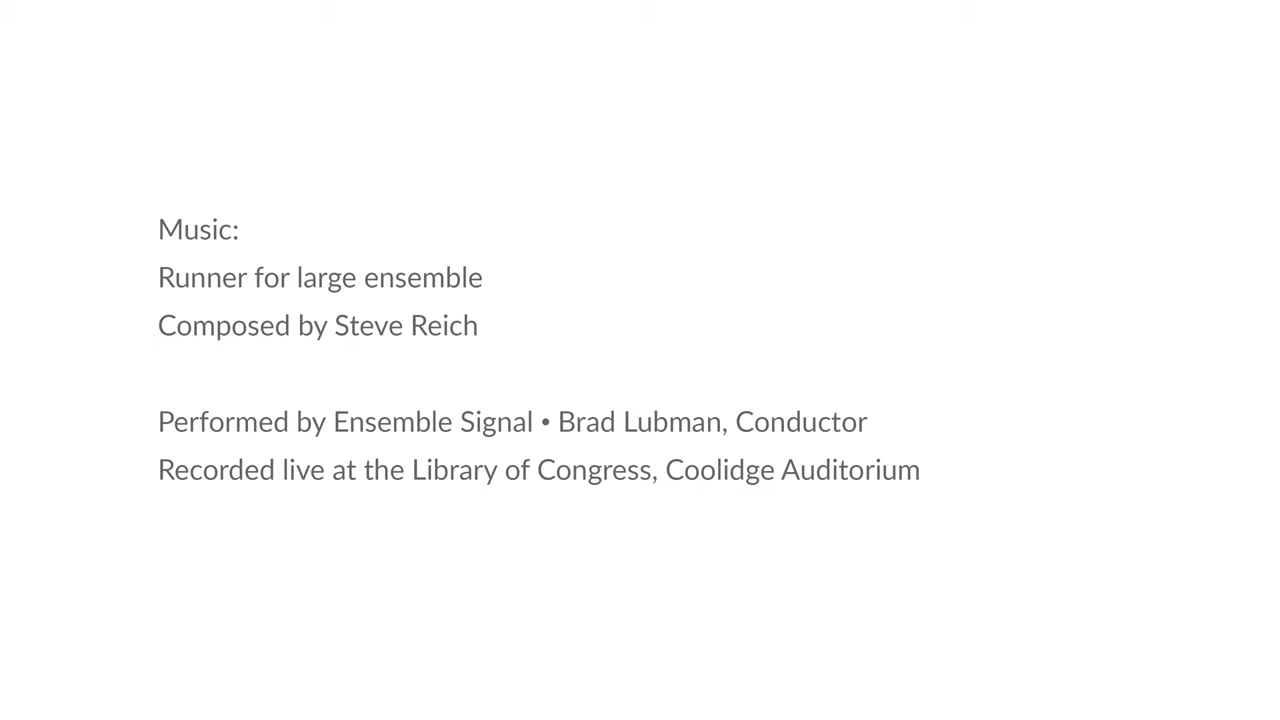 Music:
Runner for large ensemble
Composed by Steve Reich
Performed by Ensemble Signal • Brad Lubman, Conductor
Recorded live at the Library of Congress, Coolidge Auditorium